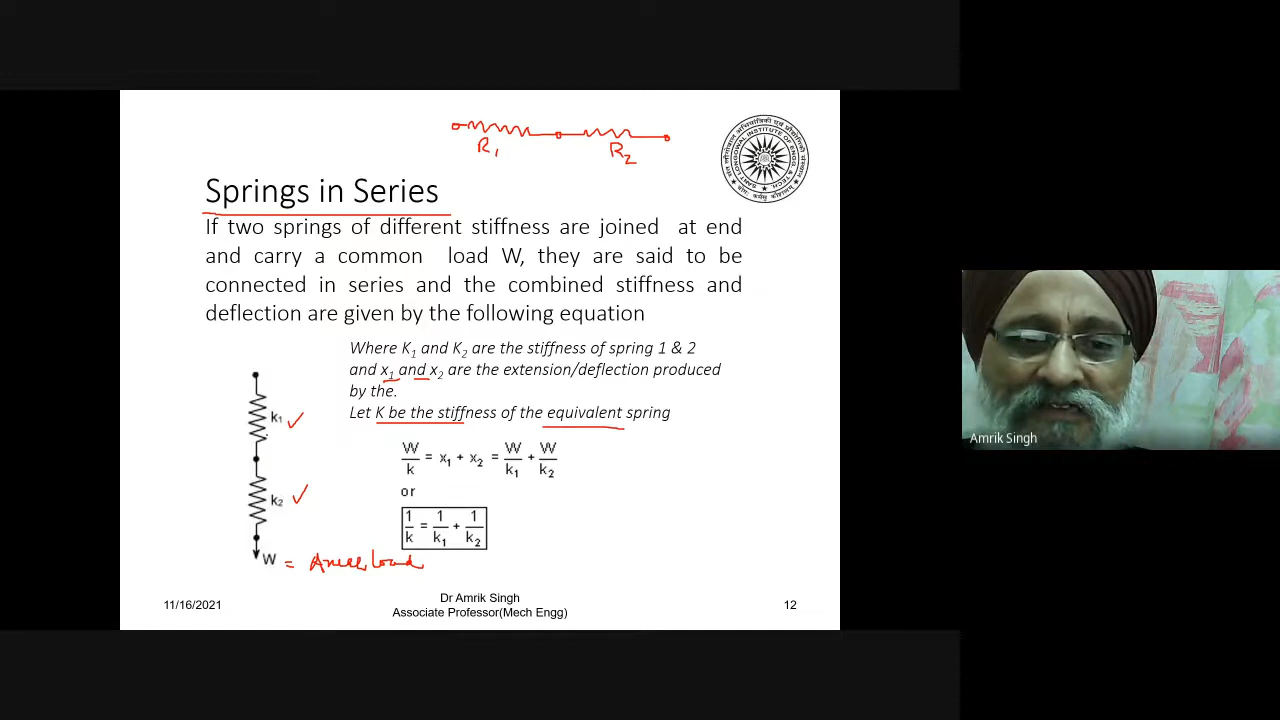 R1
R2
Springs in Series
If two springs of different stiffness are joined at end
and carry a common load W, they are said to be
connected in series and the combined stiffness and
deflection are given by the following equation
Where K1 and K2 are the stiffness of spring 1 & 2
and x1 and x2 are the extension/deflection produced
by the.
Let K be the stiffness of the equivalent spring
k1 ✓
k2 ✓
W/k = x1 + x2 = W/k1 + W/k2
or
1/k = 1/k1 + 1/k2
W = load
11/16/2021
Dr Amrik Singh
Associate Professor(Mech Engg)
12
Amrik Singh